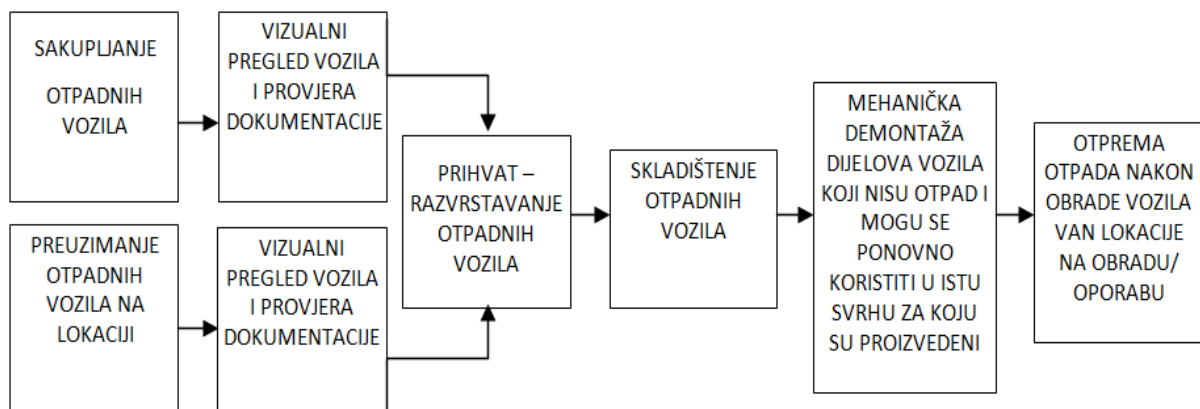 SAKUPLJANJE
OTPADNIH
VOZILA
VIZUALNI
PREGLED VOZILA
I PROVJERA
DOKUMENTACIJE
PREUZIMANJE
OTPADNIH
VOZILA NA
LOKACIJI
VIZUALNI
PREGLED VOZILA
I PROVJERA
DOKUMENTACIJE
PRIHVAT –
RAZVRSTAVANJE
OTPADNIH
VOZILA
SKLADIŠTENJE
OTPADNIH
VOZILA
MEHANIČKA
DEMONTAŽA
DIJELOVA VOZILA
KOJI NISU OTPAD I
MOGU SE
PONOVNO
KORISTITI U ISTU
SVRHU ZA KOJU
SU PROIZVEDENI
OTPREMA
OTPADA NAKON
OBRADE VOZILA
VAN LOKACIJE
NA OBRADU/
OPORABU